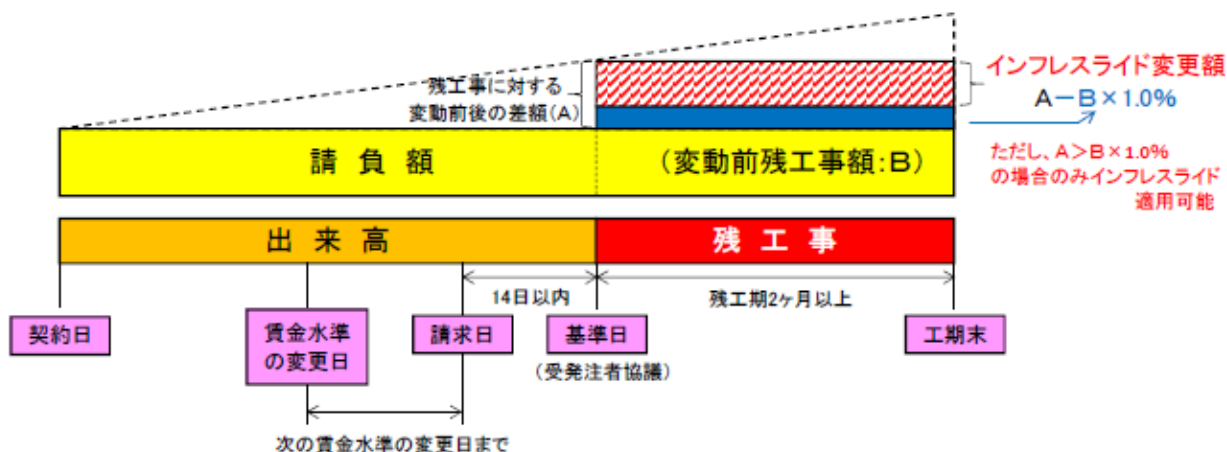 残工事に対する
変動前後の差額(A)
インフレスライド変更額
A－B×1.0%
請　負　額
(変動前残工事額:B)
ただし、A＞B×1.0%
の場合のみインフレスライド
適用可能
出　来　高
残　工　事
14日以内
残工期2ヶ月以上
契約日
賃金水準
の変更日
請求日
基準日
工期末
(受発注者協議)
次の賃金水準の変更日まで